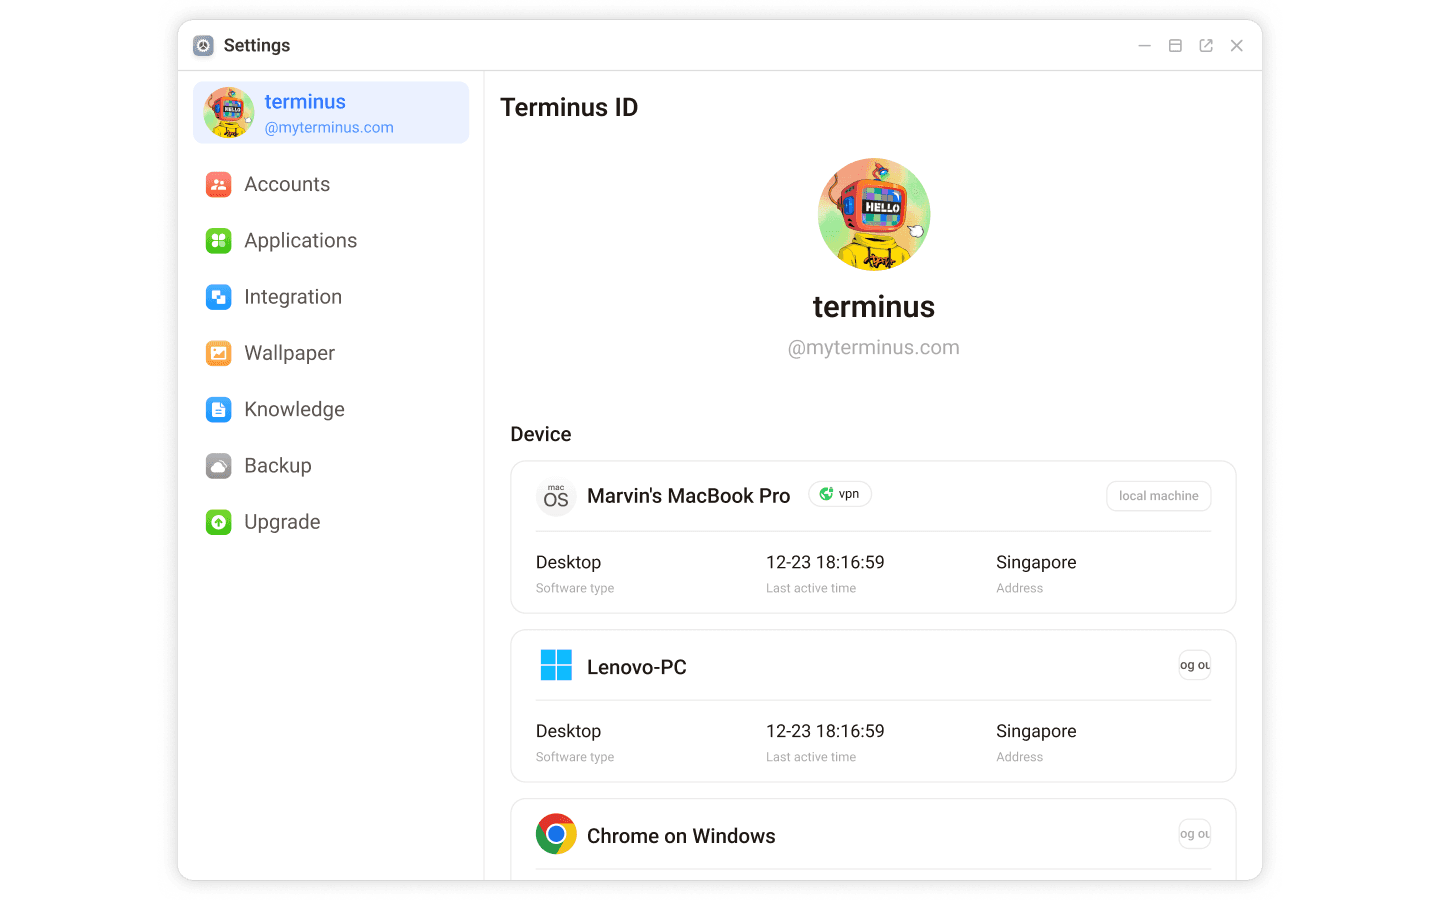 Settings
terminus
@myterminus.com
Accounts
Applications
Integration
Wallpaper
Knowledge
Backup
Upgrade
Terminus ID
HELLO
terminus
@myterminus.com
Device
mac
OS
Marvin's MacBook Pro
vpn
local machine
Desktop
12-23 18:16:59
Singapore
Software type
Last active time
Address
Lenovo-PC
og ou
Desktop
12-23 18:16:59
Singapore
Software type
Last active time
Address
Chrome on Windows
og ou